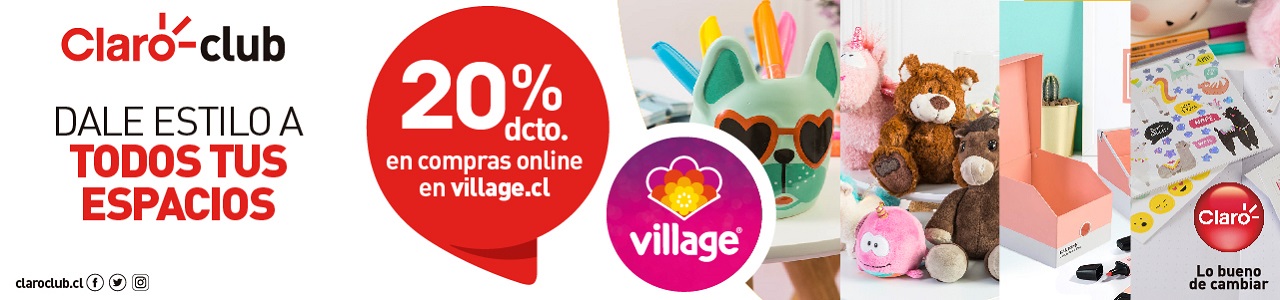 Claro-club
DALE ESTILO A
TODOS TUS
ESPACIOS
claroclub.cl
20%
dcto.
en compras online
en village.cl
village®
Claro-
Lo bueno
de cambiar